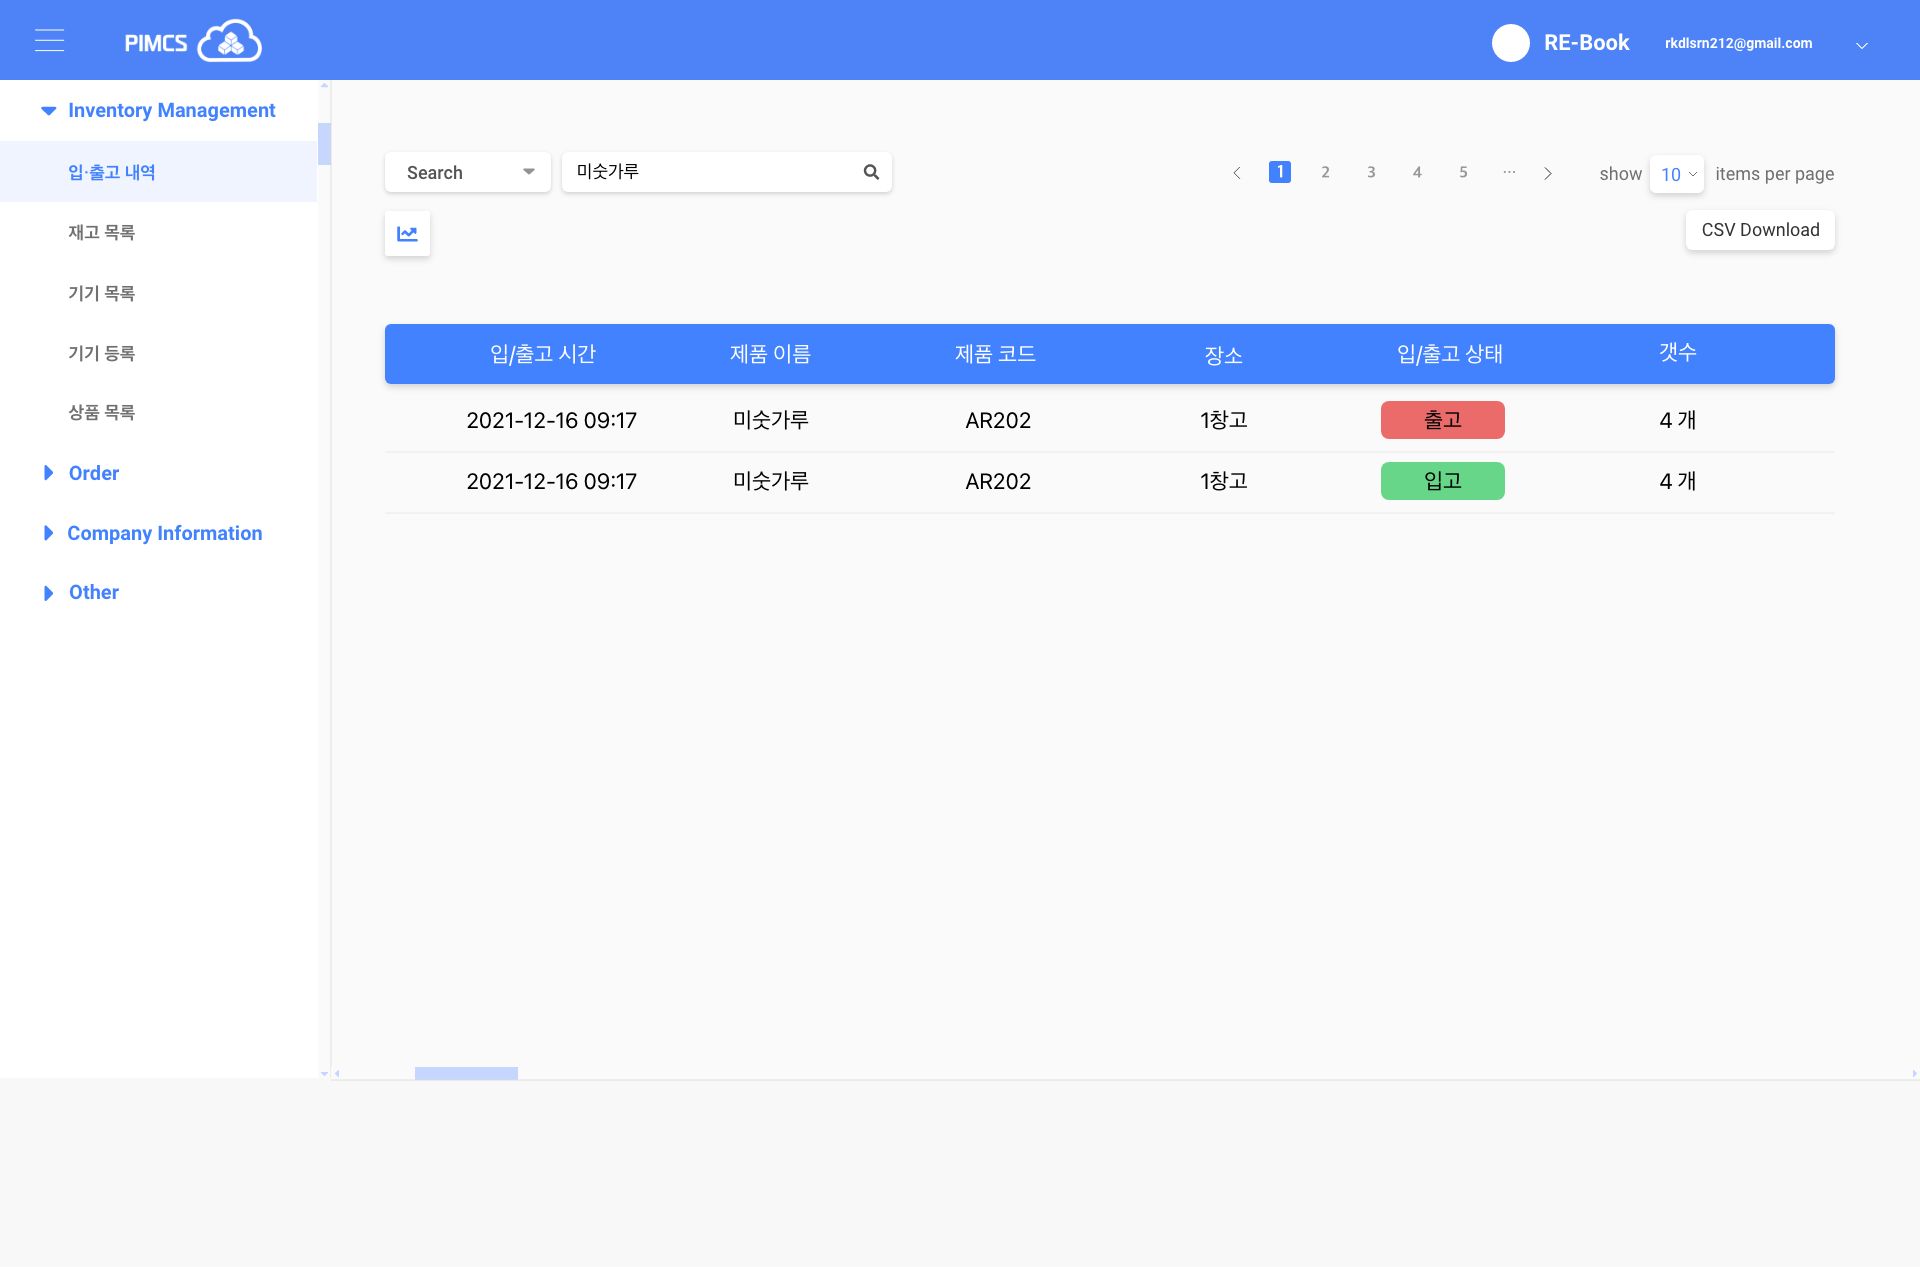 PIMCS
RE-Book
rkdlsrn212@gmail.com
Inventory Management
입·출고 내역
재고 목록
기기 목록
기기 등록
상품 목록
Order
Company Information
Other
Search
미숫가루
1 2 3 4 5 ···
show 10 items per page
CSV Download
입/출고 시간 제품 이름 제품 코드 장소 입/출고 상태 갯수
2021-12-16 09:17 미숫가루 AR202 1창고 출고 4 개
2021-12-16 09:17 미숫가루 AR202 1창고 입고 4 개